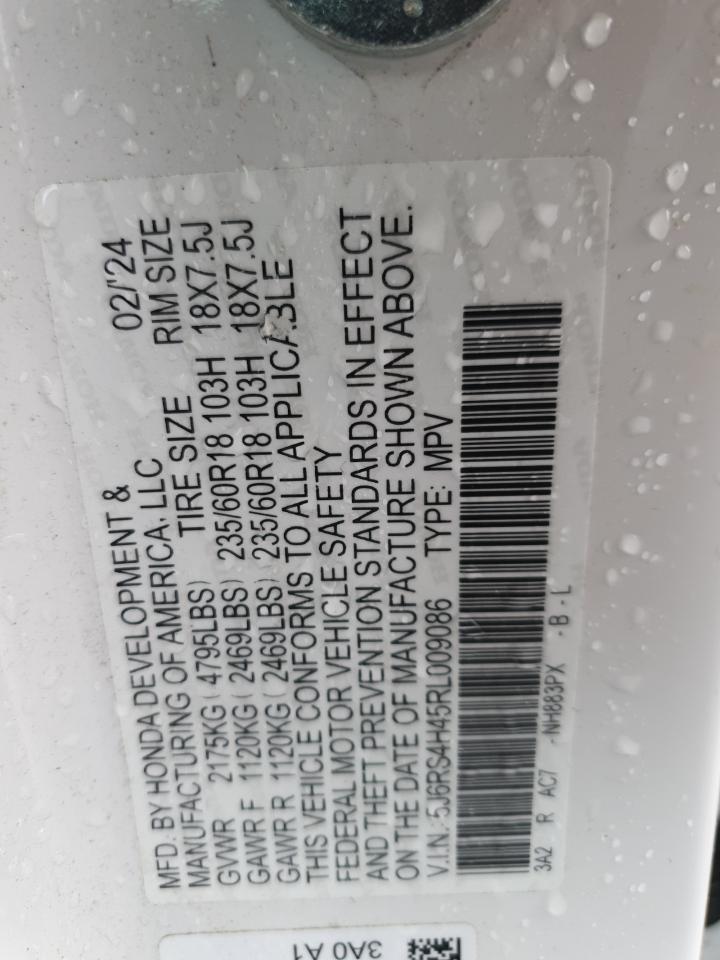 MFD. BY HONDA DEVELOPMENT & 02/'24
MANUFACTURING OF AMERICA, LLC
TIRE SIZE RIM SIZE
GVWR 2175KG ( 4795LBS)
GAWR F 1120KG ( 2469LBS) 235/60R18 103H 18X7.5J
GAWR R 1120KG ( 2469LBS) 235/60R18 103H 18X7.5J
THIS VEHICLE CONFORMS TO ALL APPLICABLE
FEDERAL MOTOR VEHICLE SAFETY
AND THEFT PREVENTION STANDARDS IN EFFECT
ON THE DATE OF MANUFACTURE SHOWN ABOVE.
V.I.N.: 5J6RS4H45RL009086 TYPE: MPV
3A2 R AC7 -NH883PX -B-L
3A0 A1